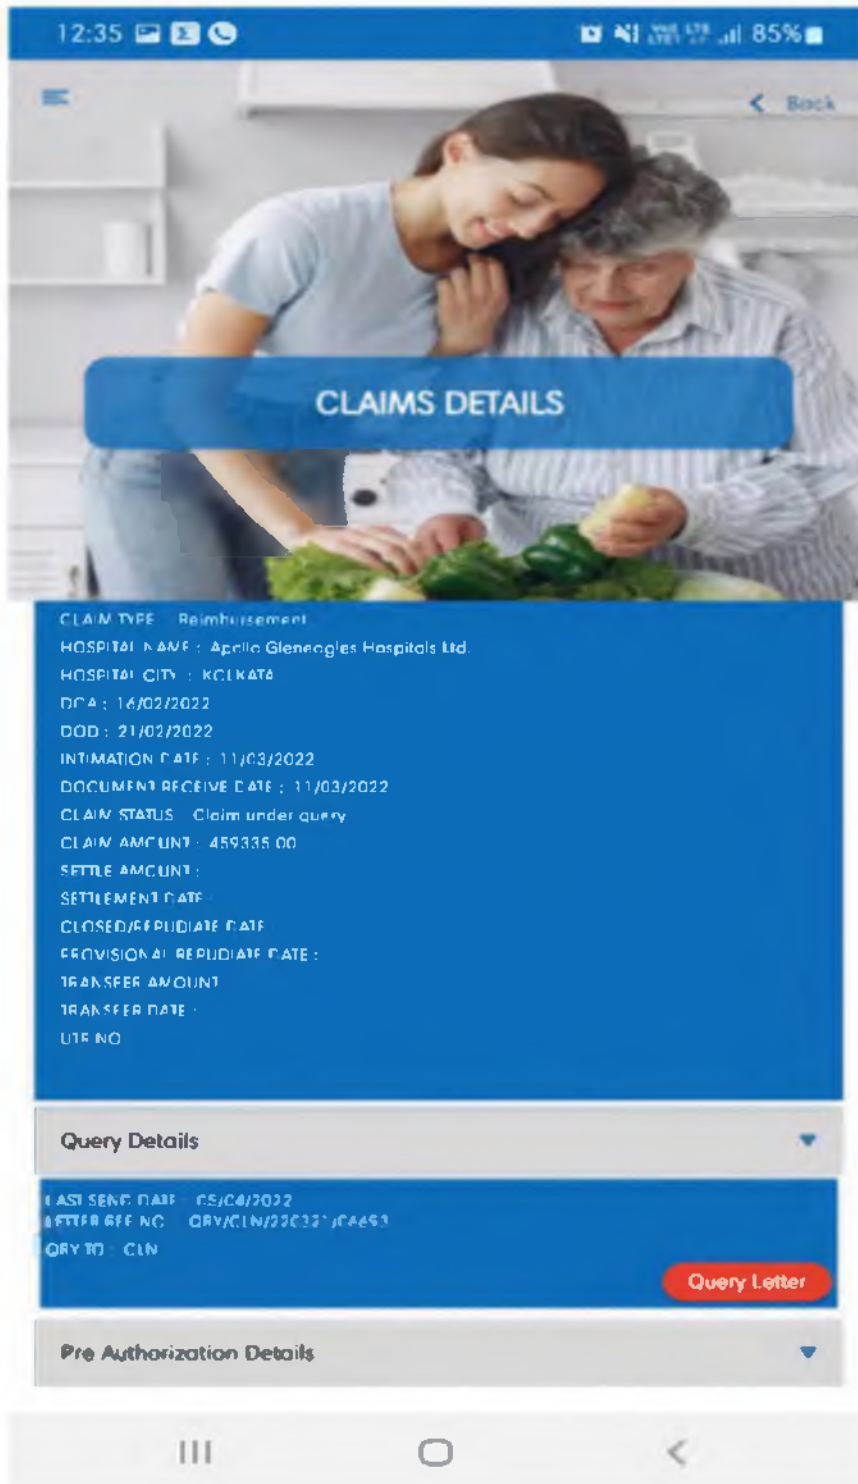 12:35
85%
Back
CLAIMS DETAILS
CLAIM TYPE : Reimbursement
HOSPITAL NAME : Apollo Gleneagles Hospitals Ltd.
HOSPITAL CITY : KOLKATA
DOA : 16/02/2022
DOD : 21/02/2022
INTIMATION DATE : 11/03/2022
DOCUMENT RECEIVE DATE : 11/03/2022
CLAIM STATUS : Claim under query
CLAIM AMOUNT : 459335.00
SETTLE AMOUNT :
SETTLEMENT DATE :
CLOSED/REPUDIATE DATE :
PROVISIONAL REPUDIATE DATE :
TRANSFER AMOUNT
TRANSFER DATE :
UTR NO
Query Details
LAST SEND DATE : 05/04/2022
LETTER REF NO : QRY/CLN/
QRY TO : CLN
Query Letter
Pre Authorization Details